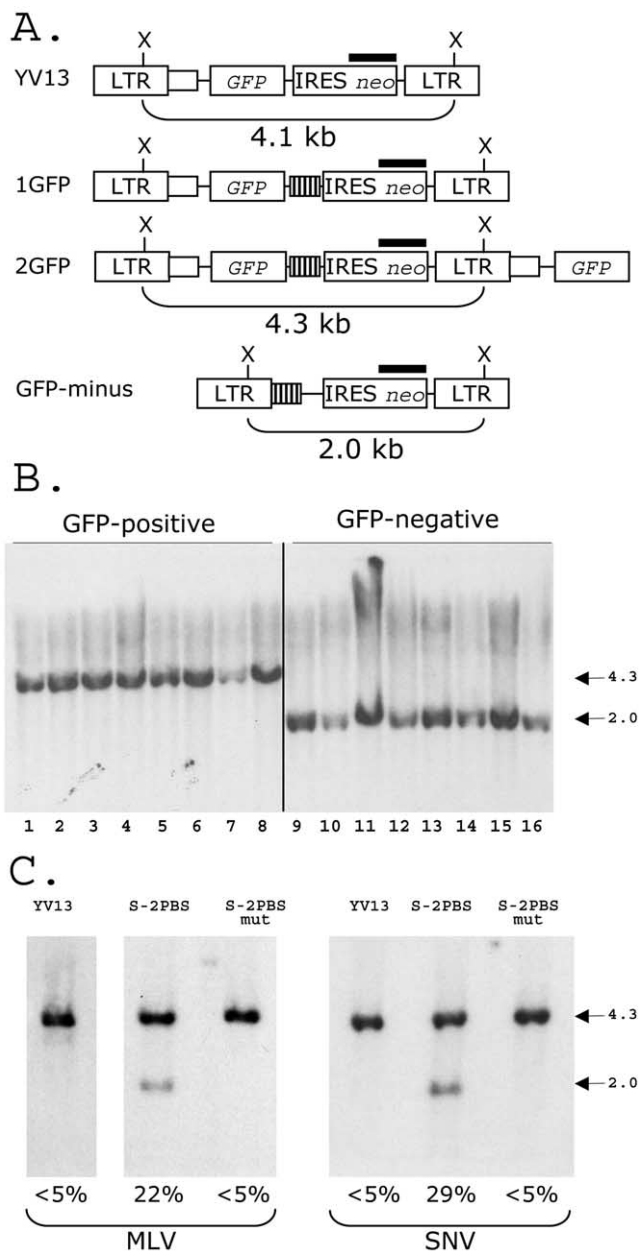 A.
X X
YV13 LTR GFP IRES neo LTR
4.1 kb
X X
1GFP LTR GFP IRES neo LTR
X X
2GFP LTR GFP IRES neo LTR GFP
4.3 kb
X X
GFP-minus LTR IRES neo LTR
2.0 kb
B.
GFP-positive GFP-negative
4.3
2.0
1 2 3 4 5 6 7 8 9 10 11 12 13 14 15 16
C.
YV13 S-2PBS S-2PBS mut YV13 S-2PBS S-2PBS mut
4.3
2.0
<5% 22% <5% <5% 29% <5%
MLV SNV